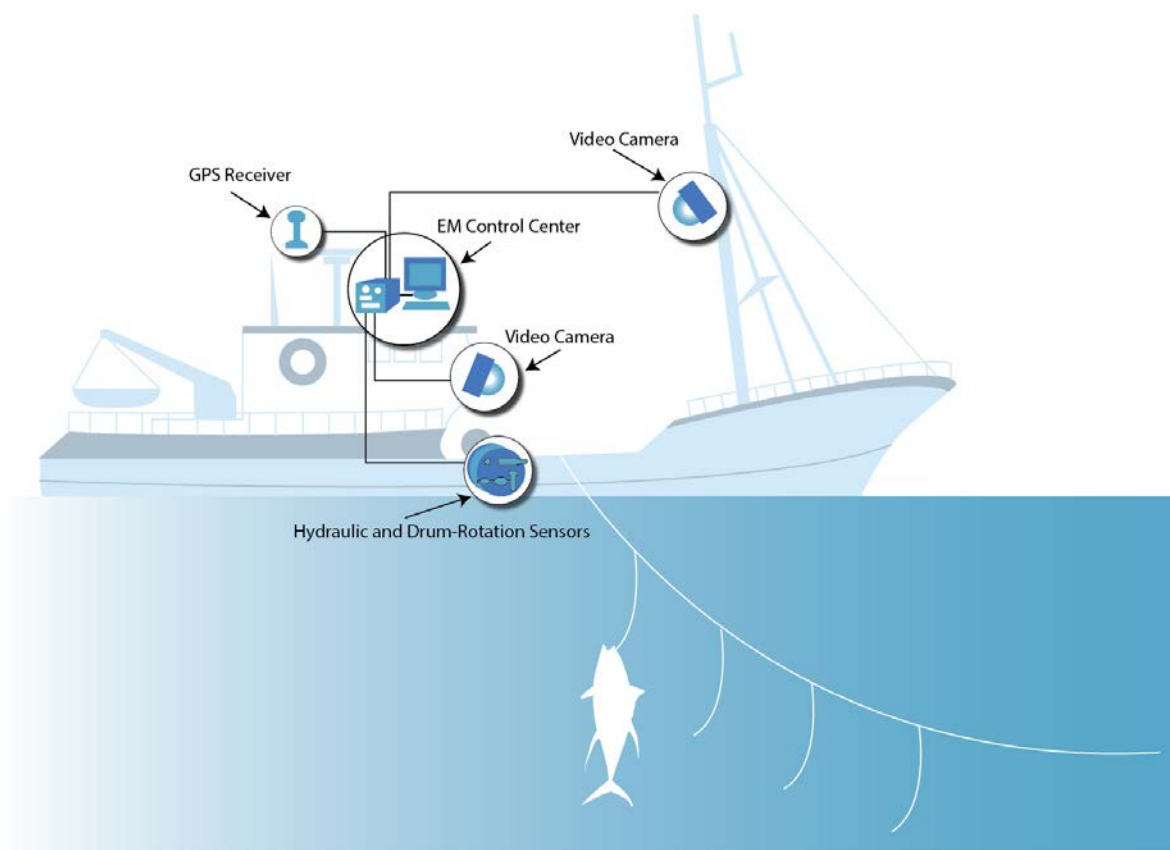 Video Camera
GPS Receiver
EM Control Center
Video Camera
Hydraulic and Drum-Rotation Sensors